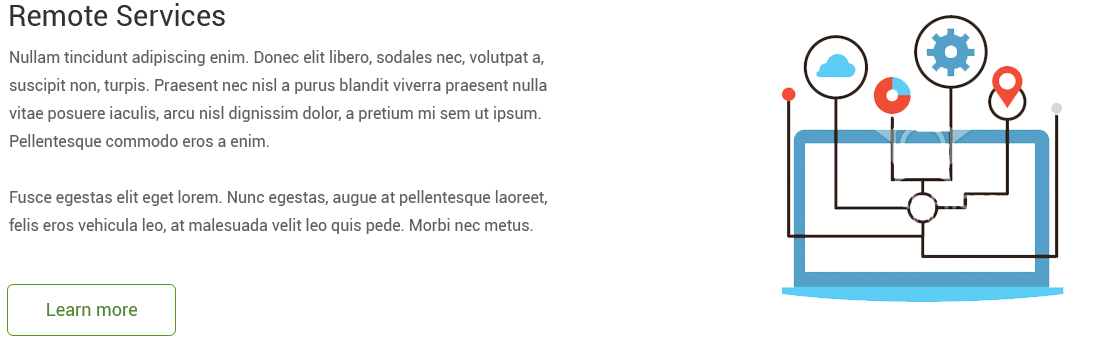 Remote Services
Nullam tincidunt adipiscing enim. Donec elit libero, sodales nec, volutpat a,
suscipit non, turpis. Praesent nec nisl a purus blandit viverra praesent nulla
vitae posuere iaculis, arcu nisl dignissim dolor, a pretium mi sem ut ipsum.
Pellentesque commodo eros a enim.
Fusce egestas elit eget lorem. Nunc egestas, augue at pellentesque laoreet,
felis eros vehicula leo, at malesuada velit leo quis pede. Morbi nec metus.
Learn more